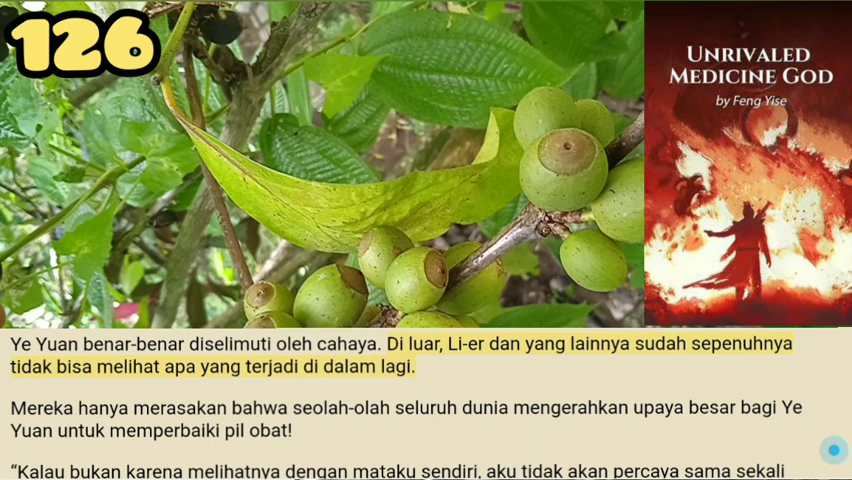 126
UNRIVALED
MEDICINE GOD
by Feng Yise
Ye Yuan benar-benar diselimuti oleh cahaya. Di luar, Li-er dan yang lainnya sudah sepenuhnya
tidak bisa melihat apa yang terjadi di dalam lagi.
Mereka hanya merasakan bahwa seolah-olah seluruh dunia mengerahkan upaya besar bagi Ye
Yuan untuk memperbaiki pil obat!
“Kalau bukan karena melihatnya dengan mataku sendiri, aku tidak akan percaya sama sekali